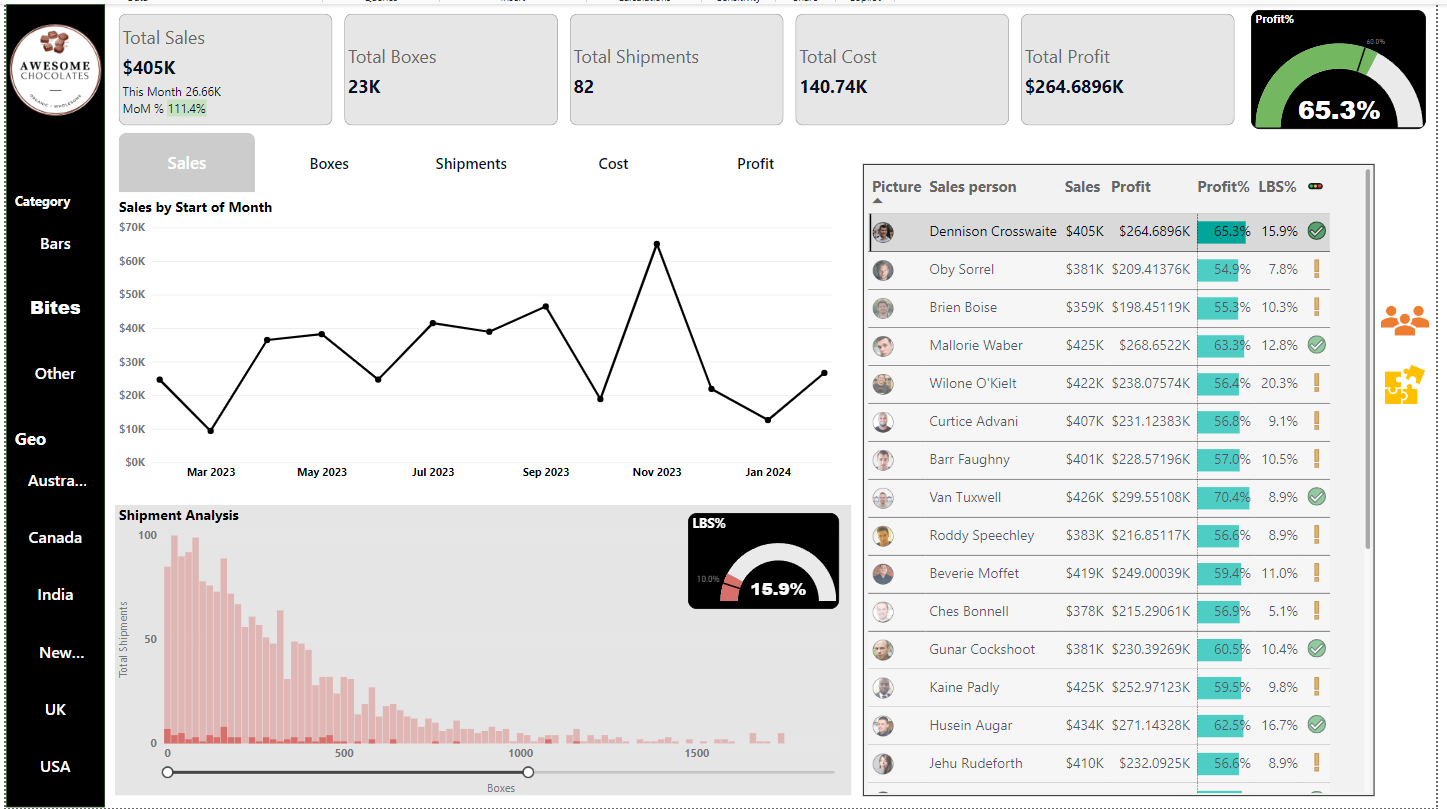 Data
Queries
Insert
Calculations
Sensitivity
Share
Copilot
AWESOME
CHOCOLATES
ORGANIC • WHOLESOME
Total Sales
$405K
This Month 26.66K
MoM % 111.4%
Total Boxes
23K
Total Shipments
82
Total Cost
140.74K
Total Profit
$264.6896K
Profit%
60.0%
65.3%
Category
Bars
Bites
Other
Geo
Austra...
Canada
India
New...
UK
USA
Sales Boxes Shipments Cost Profit
Sales by Start of Month
$70K
$60K
$50K
$40K
$30K
$20K
$10K
$0K
Mar 2023 May 2023 Jul 2023 Sep 2023 Nov 2023 Jan 2024
Shipment Analysis
Total Shipments
100
50
0
0 500 1000 1500
Boxes
LBS%
10.0%
15.9%
Picture Sales person Sales Profit Profit% LBS%
Dennison Crosswaite $405K $264.6896K 65.3% 15.9%
Oby Sorrel $381K $209.41376K 54.9% 7.8%
Brien Boise $359K $198.45119K 55.3% 10.3%
Mallorie Waber $425K $268.6522K 63.3% 12.8%
Wilone O'Kielt $422K $238.07574K 56.4% 20.3%
Curtice Advani $407K $231.12383K 56.8% 9.1%
Barr Faughny $401K $228.57196K 57.0% 10.5%
Van Tuxwell $426K $299.55108K 70.4% 8.9%
Roddy Speechley $383K $216.85117K 56.6% 8.9%
Beverie Moffet $419K $249.00039K 59.4% 11.0%
Ches Bonnell $378K $215.29061K 56.9% 5.1%
Gunar Cockshoot $381K $230.39269K 60.5% 10.4%
Kaine Padly $425K $252.97123K 59.5% 9.8%
Husein Augar $434K $271.14328K 62.5% 16.7%
Jehu Rudeforth $410K $232.0925K 56.6% 8.9%